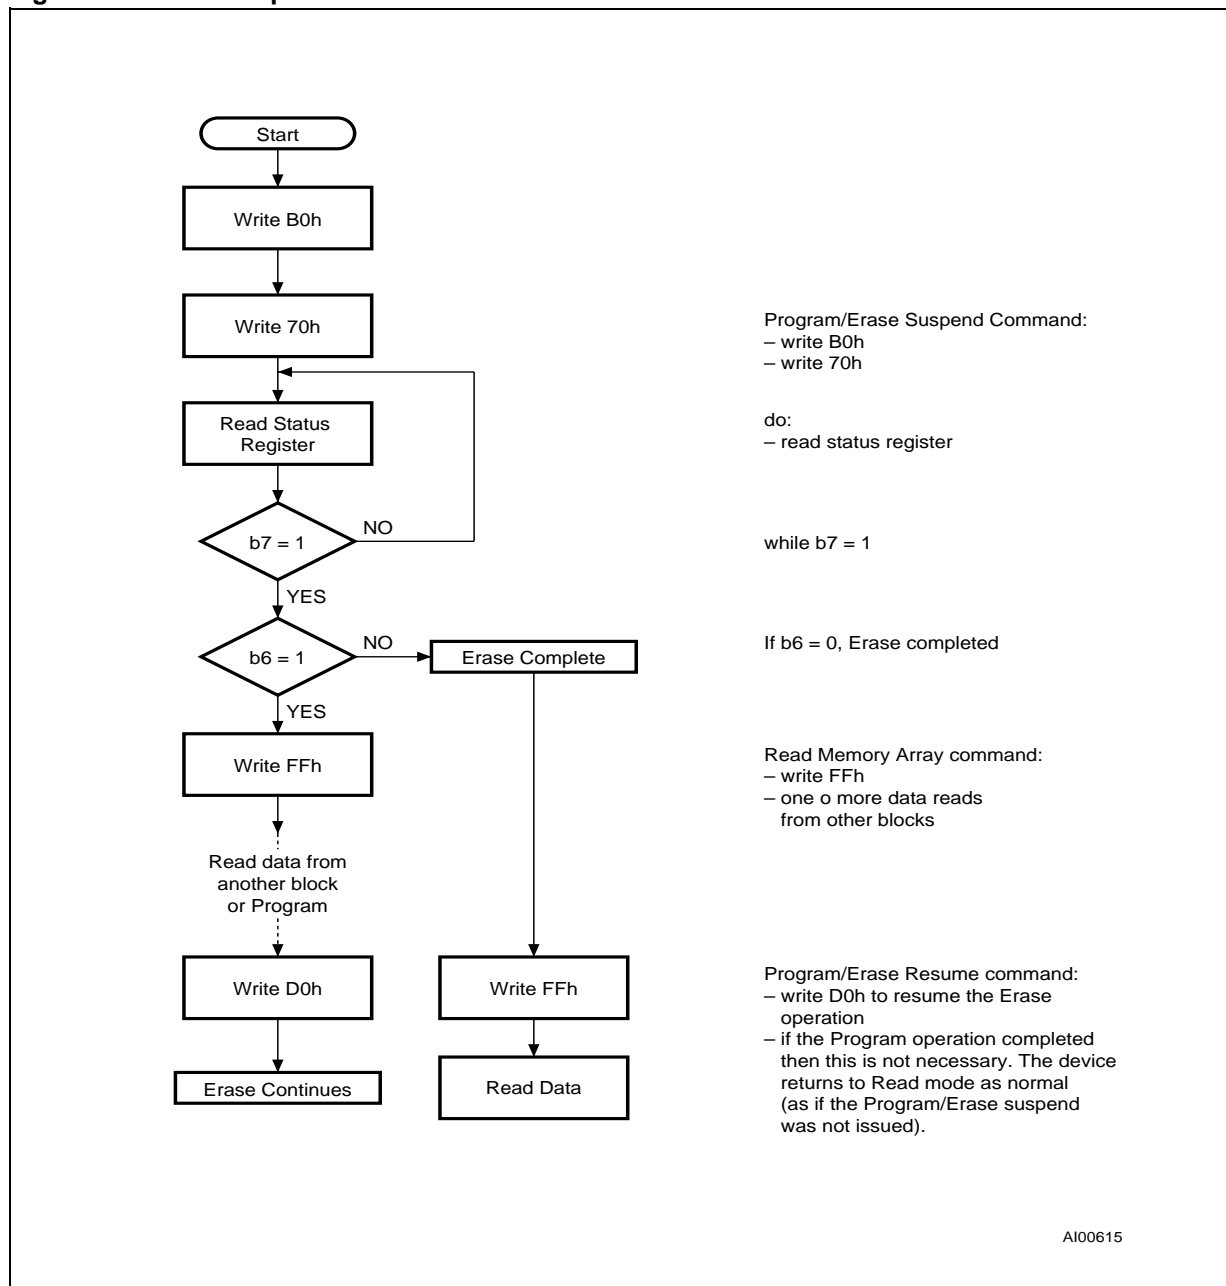 Start
Write B0h
Write 70h
Program/Erase Suspend Command:
– write B0h
– write 70h
Read Status
Register
do:
– read status register
b7 = 1
NO
while b7 = 1
YES
b6 = 1
NO
Erase Complete
If b6 = 0, Erase completed
YES
Write FFh
Read Memory Array command:
– write FFh
– one o more data reads
from other blocks
Read data from
another block
or Program
Write D0h
Write FFh
Program/Erase Resume command:
– write D0h to resume the Erase
operation
– if the Program operation completed
then this is not necessary. The device
returns to Read mode as normal
(as if the Program/Erase suspend
was not issued).
Erase Continues
Read Data
AI00615